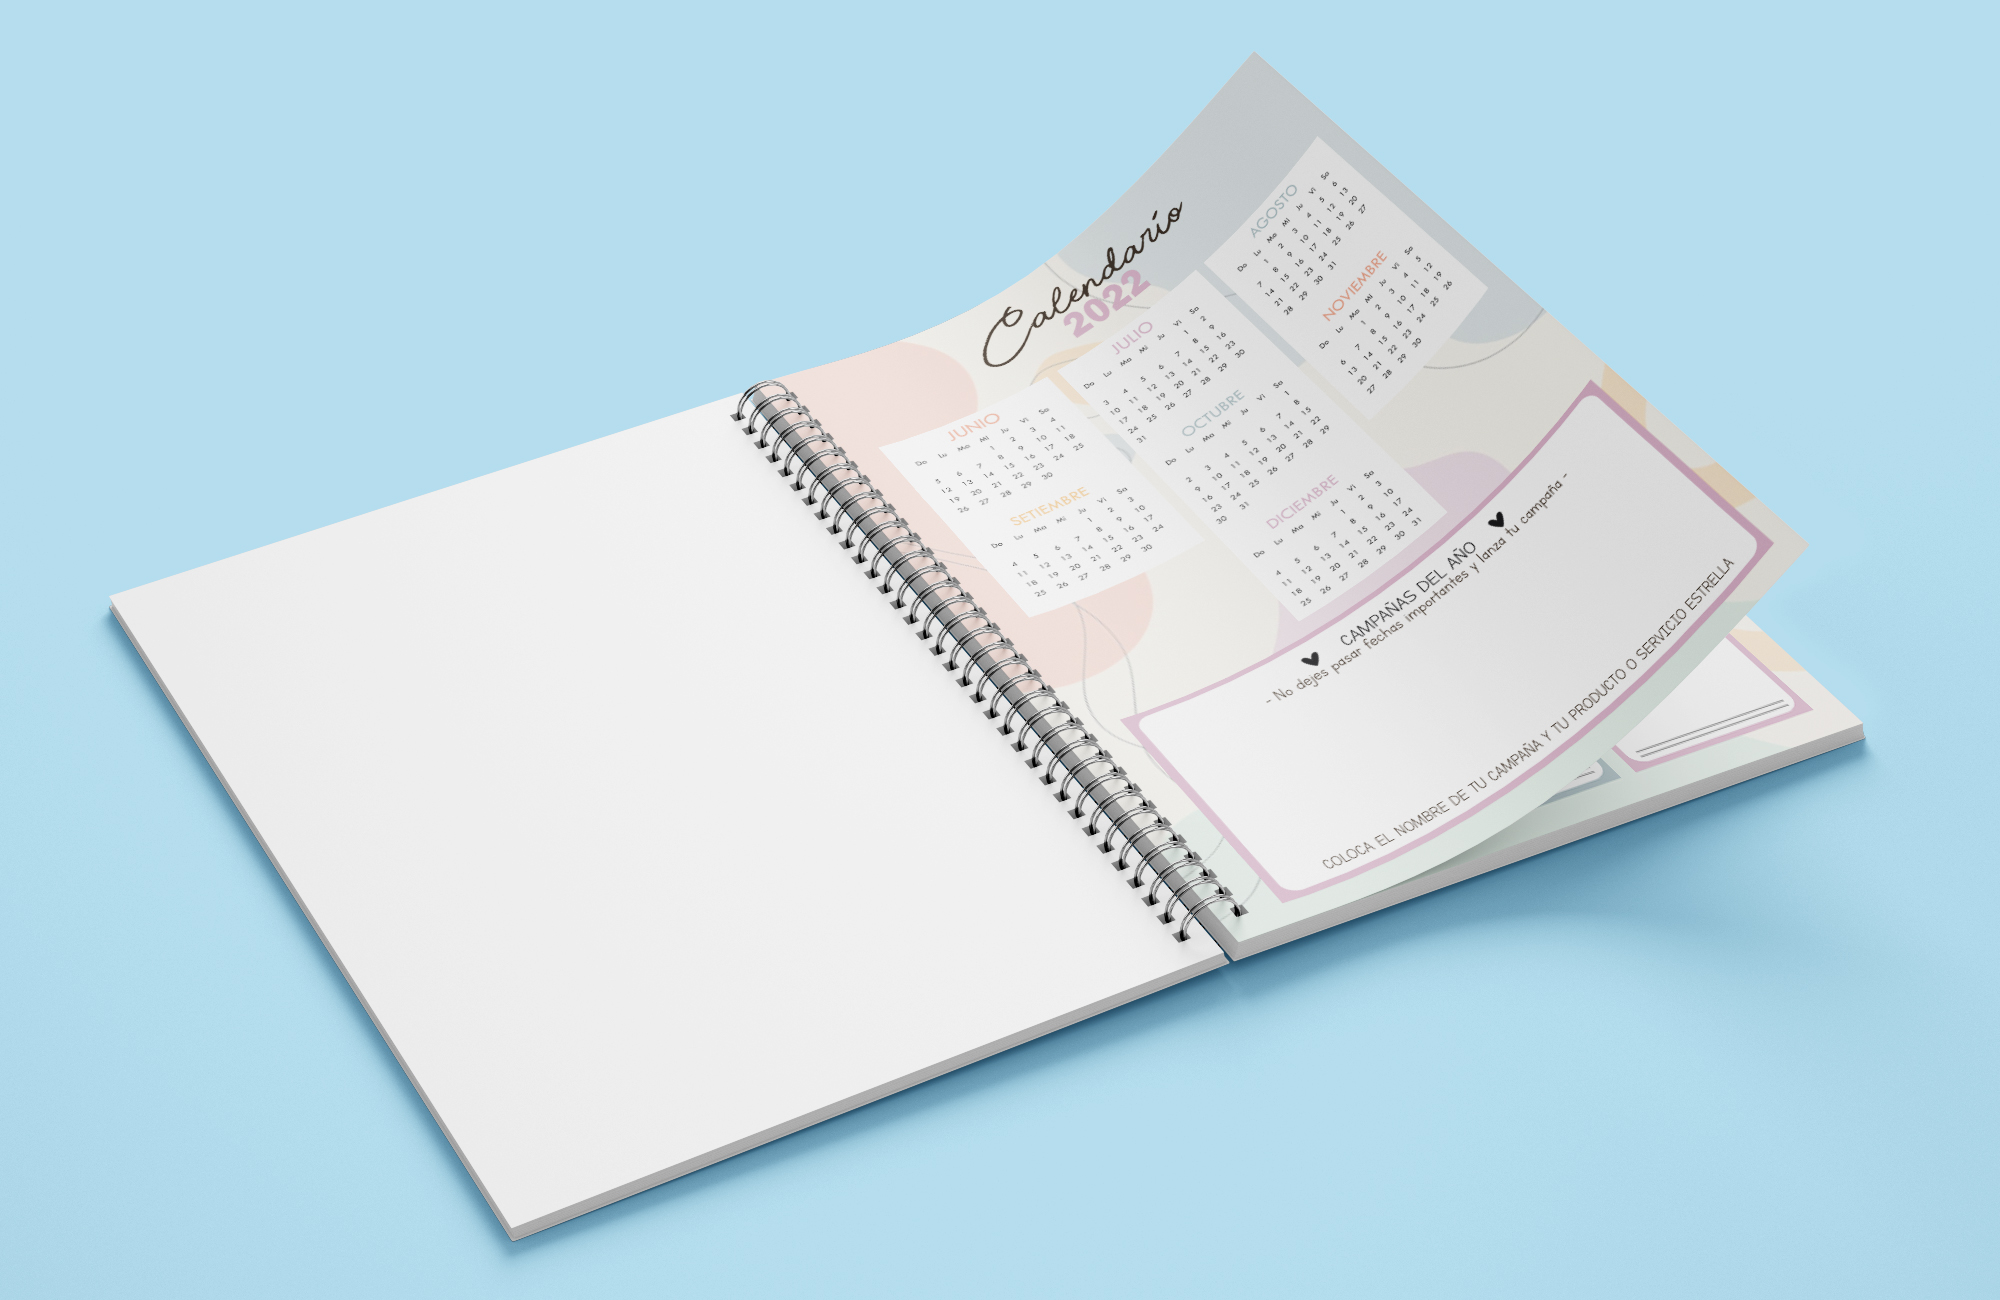 Calendario
2022
JUNIO
Do Lu Ma Mi Ju Vi Sa
1 2 3 4
5 6 7 8 9 10 11
12 13 14 15 16 17 18
19 20 21 22 23 24 25
26 27 28 29 30
JULIO
Do Lu Ma Mi Ju Vi Sa
1 2
3 4 5 6 7 8 9
10 11 12 13 14 15 16
17 18 19 20 21 22 23
24 25 26 27 28 29 30
31
AGOSTO
Do Lu Ma Mi Ju Vi Sa
1 2 3 4 5 6
7 8 9 10 11 12 13
14 15 16 17 18 19 20
21 22 23 24 25 26 27
28 29 30 31
SETIEMBRE
Do Lu Ma Mi Ju Vi Sa
1 2 3
4 5 6 7 8 9 10
11 12 13 14 15 16 17
18 19 20 21 22 23 24
25 26 27 28 29 30
OCTUBRE
Do Lu Ma Mi Ju Vi Sa
1
2 3 4 5 6 7 8
9 10 11 12 13 14 15
16 17 18 19 20 21 22
23 24 25 26 27 28 29
30 31
NOVIEMBRE
Do Lu Ma Mi Ju Vi Sa
1 2 3 4 5
6 7 8 9 10 11 12
13 14 15 16 17 18 19
20 21 22 23 24 25 26
27 28 29 30
DICIEMBRE
Do Lu Ma Mi Ju Vi Sa
1 2 3
4 5 6 7 8 9 10
11 12 13 14 15 16 17
18 19 20 21 22 23 24
25 26 27 28 29 30 31
CAMPAÑAS DEL AÑO
- No dejes pasar fechas importantes y lanza tu campaña -
COLOCA EL NOMBRE DE TU CAMPAÑA Y TU PRODUCTO O SERVICIO ESTRELLA